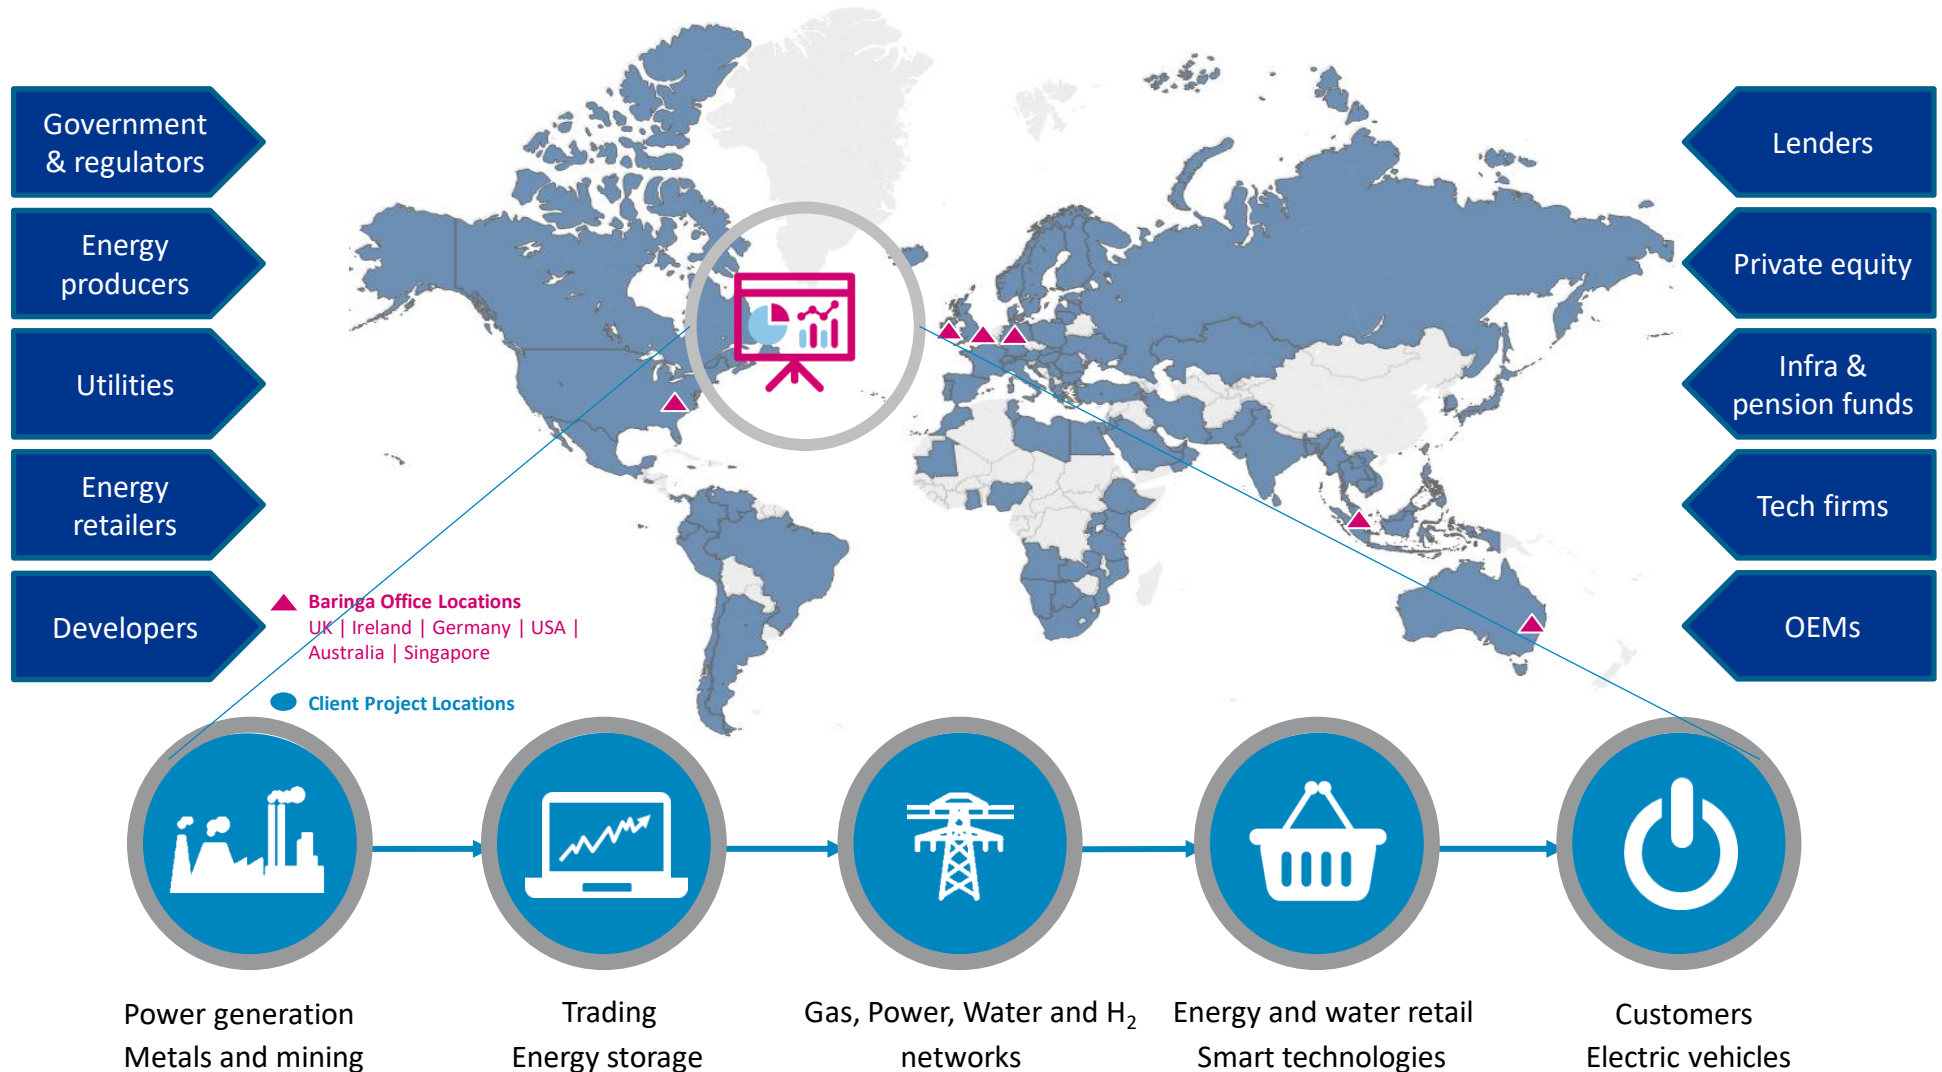 Government
& regulators
Energy
producers
Utilities
Energy
retailers
Developers
Lenders
Private equity
Infra &
pension funds
Tech firms
OEMs
Baringa Office Locations
UK | Ireland | Germany | USA |
Australia | Singapore
Client Project Locations
Power generation
Metals and mining
Trading
Energy storage
Gas, Power, Water and H₂
networks
Energy and water retail
Smart technologies
Customers
Electric vehicles